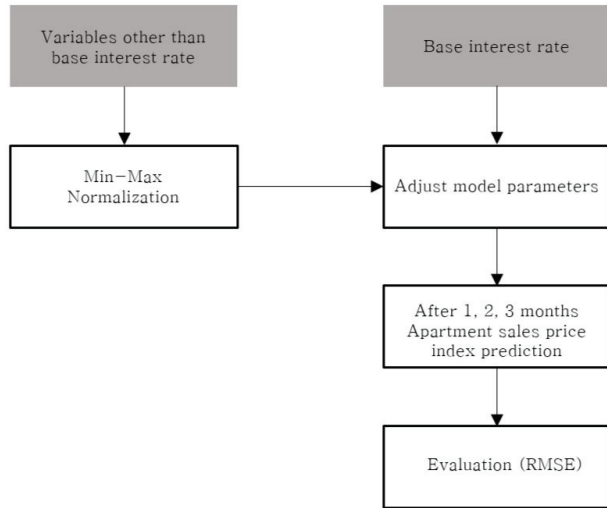 Variables other than
base interest rate
Base interest rate
Min-Max
Normalization
Adjust model parameters
After 1, 2, 3 months
Apartment sales price
index prediction
Evaluation (RMSE)